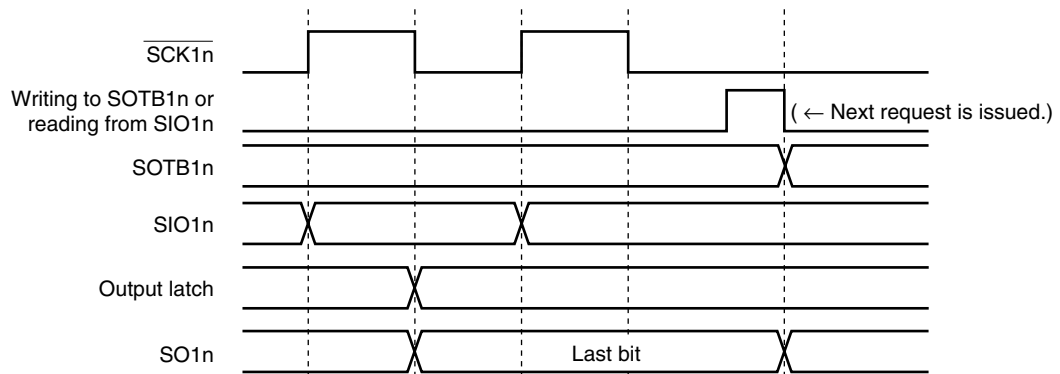 SCK1n
Writing to SOTB1n or
reading from SIO1n
( ← Next request is issued.)
SOTB1n
SIO1n
Output latch
SO1n
Last bit